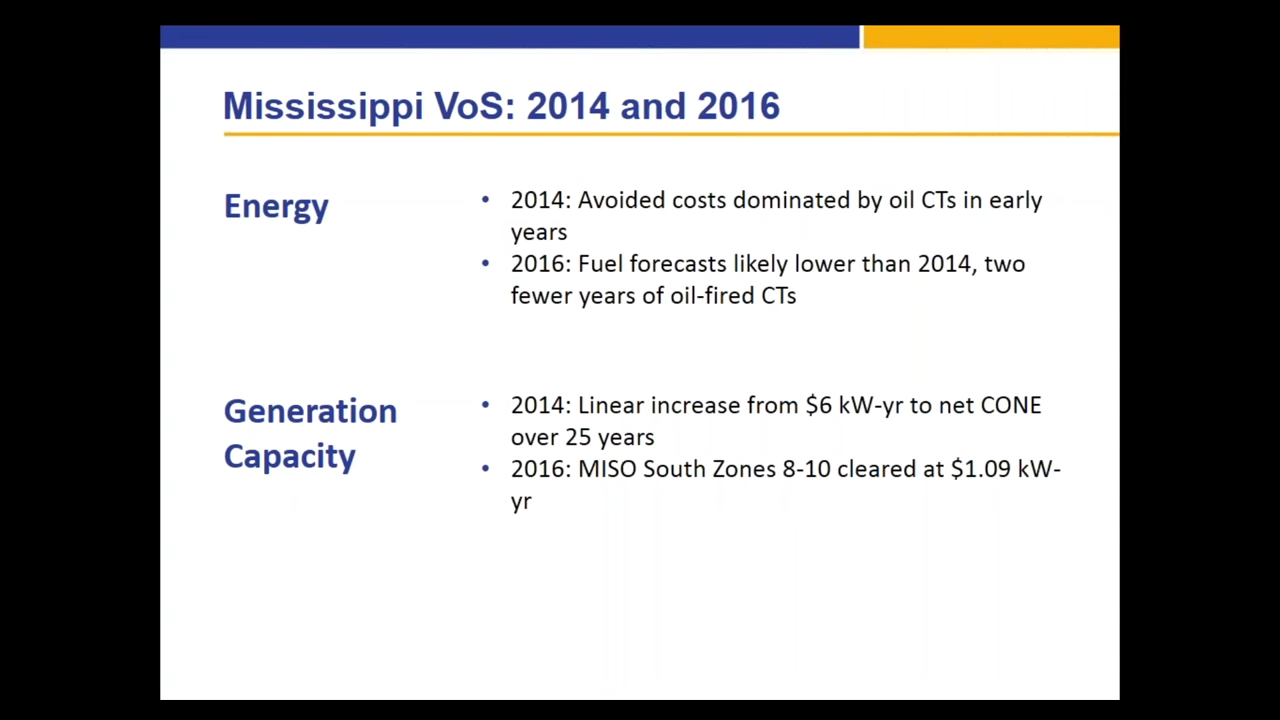 Mississippi VoS: 2014 and 2016
Energy
• 2014: Avoided costs dominated by oil CTs in early
years
• 2016: Fuel forecasts likely lower than 2014, two
fewer years of oil-fired CTs
Generation
Capacity
• 2014: Linear increase from $6 kW-yr to net CONE
over 25 years
• 2016: MISO South Zones 8-10 cleared at $1.09 kW-
yr